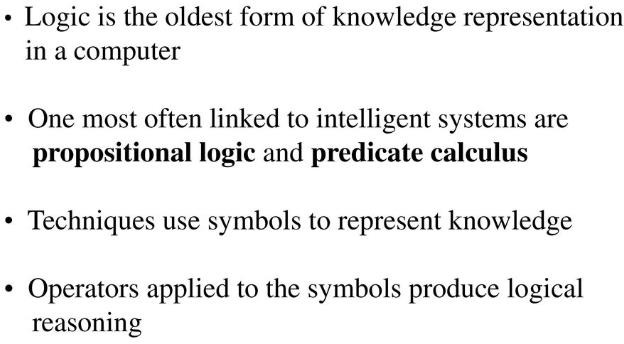 • Logic is the oldest form of knowledge representation
in a computer
• One most often linked to intelligent systems are
propositional logic and predicate calculus
• Techniques use symbols to represent knowledge
• Operators applied to the symbols produce logical
reasoning